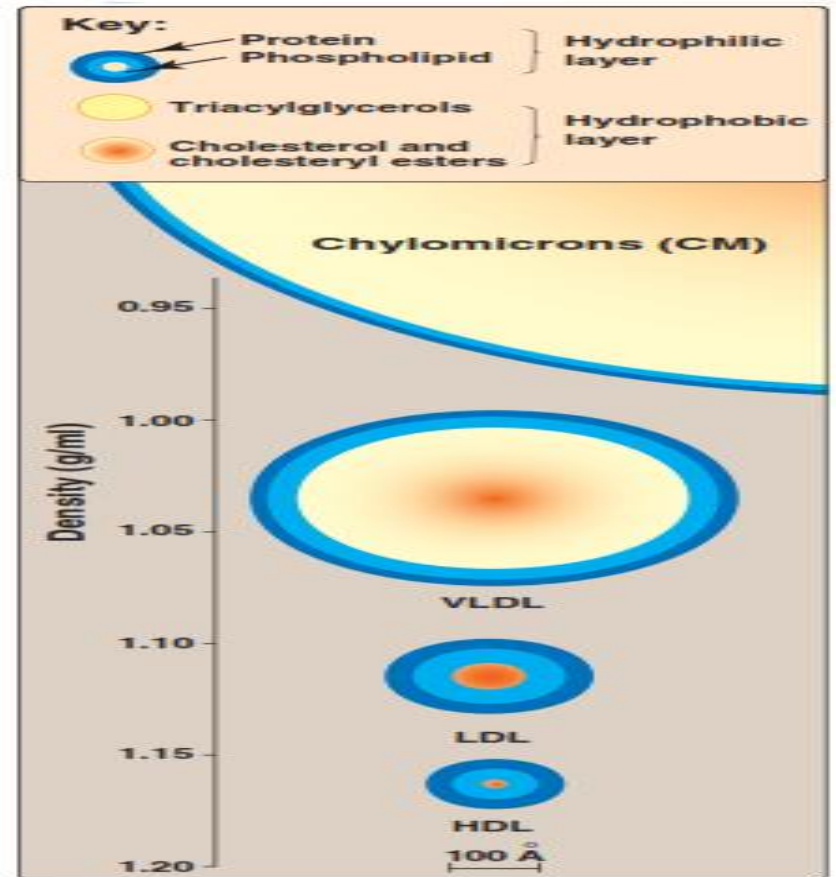 Key:
Protein
Phospholipid
Hydrophilic
layer
Triacylglycerols
Cholesterol and
cholesteryl esters
Hydrophobic
layer
Chylomicrons (CM)
Density (g/ml)
0.95
1.00
1.05
1.10
1.15
1.20
VLDL
LDL
HDL
100 Å